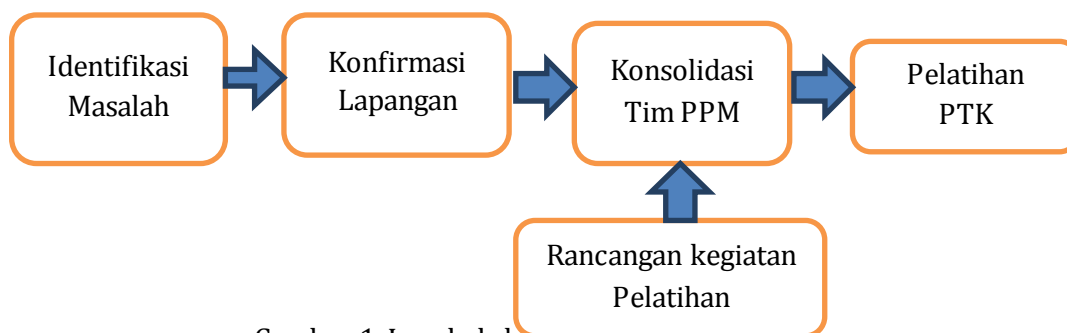 Identifikasi
Masalah
Konfirmasi
Lapangan
Konsolidasi
Tim PPM
Pelatihan
PTK
Rancangan kegiatan
Pelatihan